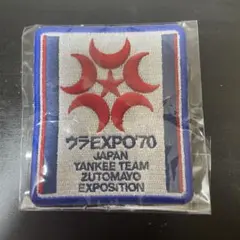 ウラEXPO'70
JAPAN
YANKEE TEAM
ZUTOMAYO
EXPOSITION